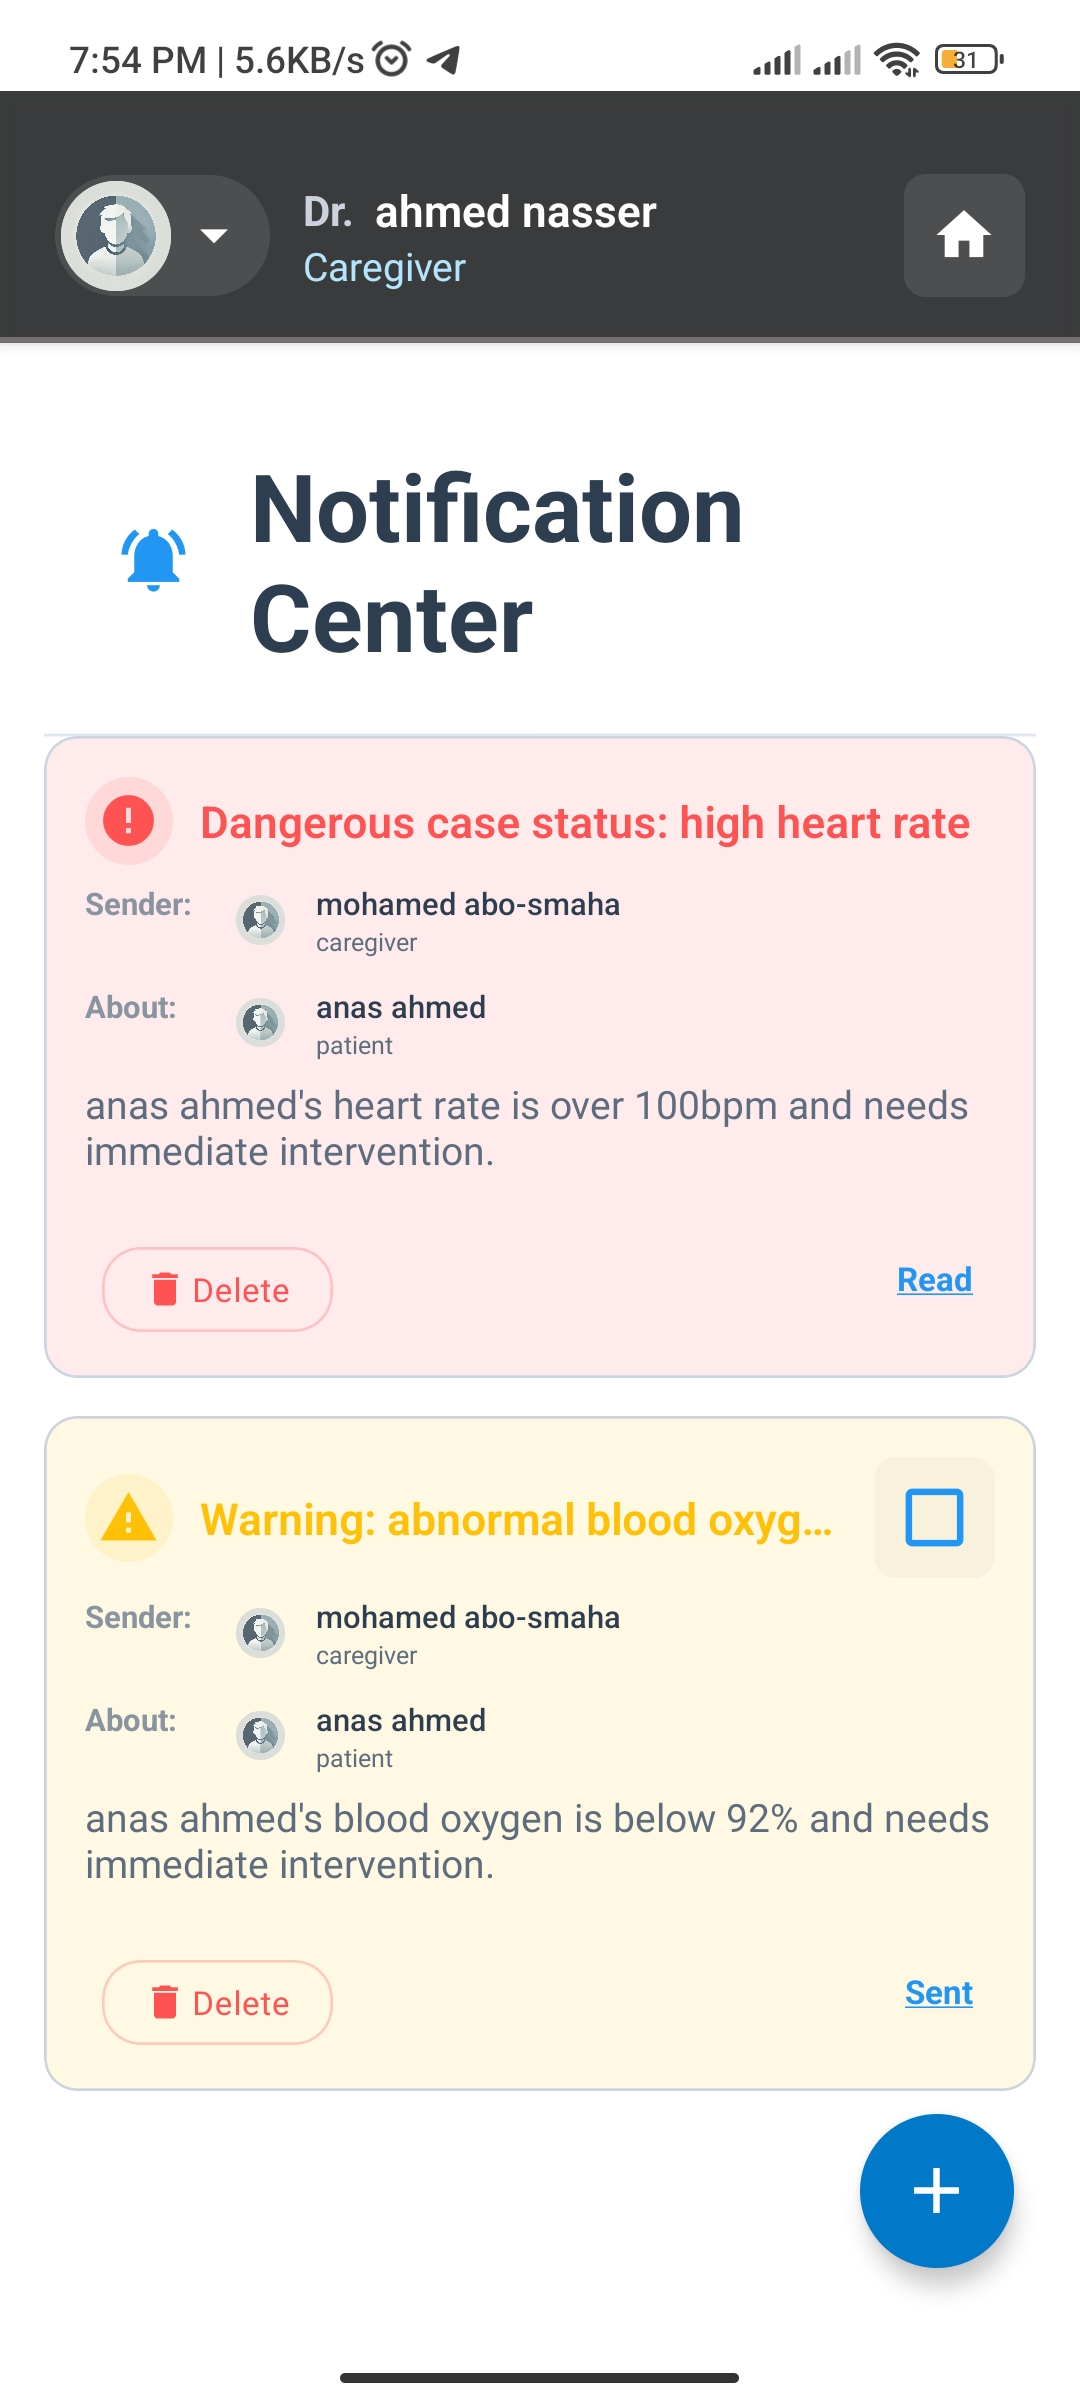 7:54 PM | 5.6KB/s
31
Dr. ahmed nasser
Caregiver
Notification
Center
Dangerous case status: high heart rate
Sender:
mohamed abo-smaha
caregiver
About:
anas ahmed
patient
anas ahmed's heart rate is over 100bpm and needs
immediate intervention.
Delete
Read
Warning: abnormal blood oxyg...
Sender:
mohamed abo-smaha
caregiver
About:
anas ahmed
patient
anas ahmed's blood oxygen is below 92% and needs
immediate intervention.
Delete
Sent